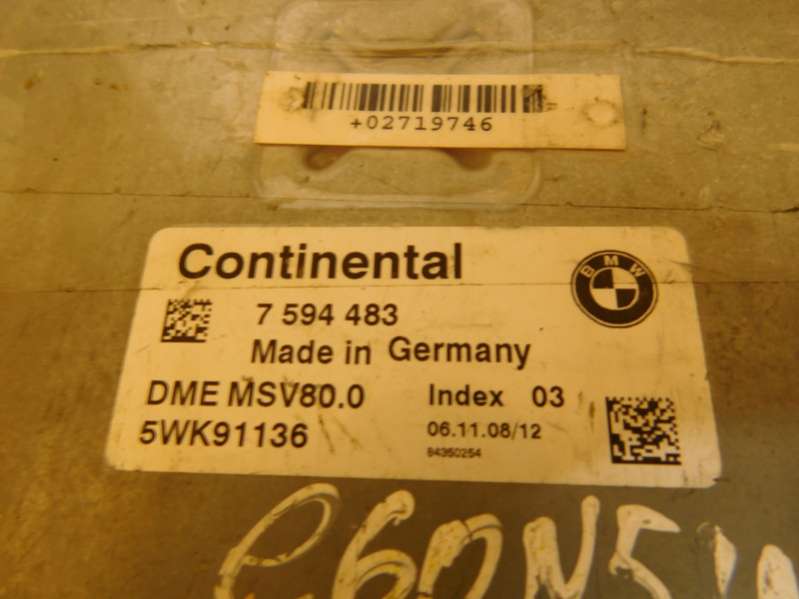 +02719746
Continental
BMW
7 594 483
Made in Germany
DME MSV80.0 Index 03
5WK91136 06.11.08/12
64350254